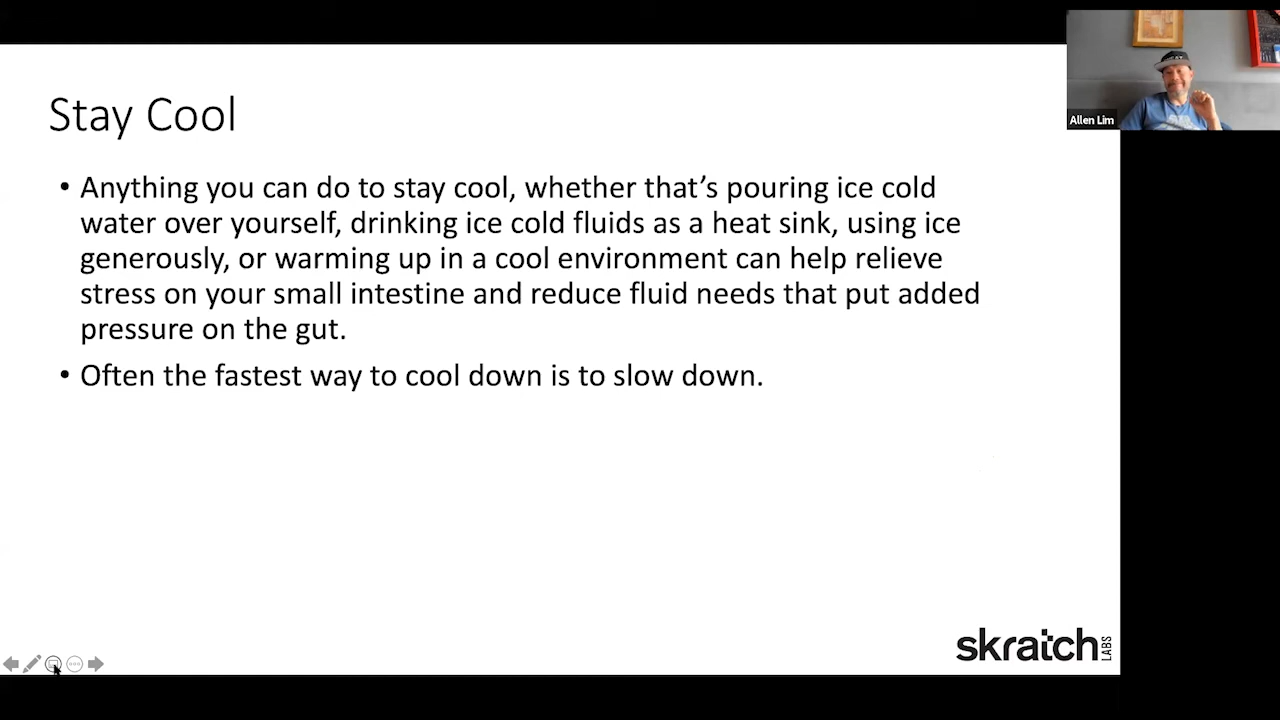 Stay Cool
• Anything you can do to stay cool, whether that’s pouring ice cold
water over yourself, drinking ice cold fluids as a heat sink, using ice
generously, or warming up in a cool environment can help relieve
stress on your small intestine and reduce fluid needs that put added
pressure on the gut.
• Often the fastest way to cool down is to slow down.
Allen Lim
skratch LABS